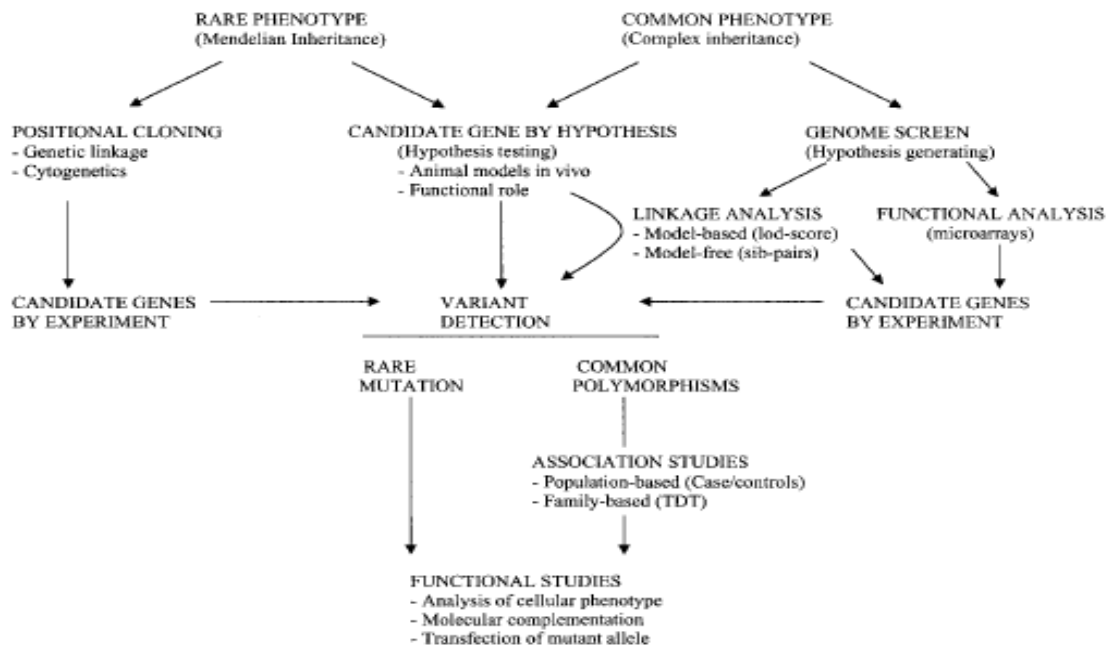 RARE PHENOTYPE
(Mendelian Inheritance)
COMMON PHENOTYPE
(Complex inheritance)
POSITIONAL CLONING
- Genetic linkage
- Cytogenetics
CANDIDATE GENE BY HYPOTHESIS
(Hypothesis testing)
- Animal models in vivo
- Functional role
GENOME SCREEN
(Hypothesis generating)
LINKAGE ANALYSIS
- Model-based (lod-score)
- Model-free (sib-pairs)
FUNCTIONAL ANALYSIS
(microarrays)
CANDIDATE GENES
BY EXPERIMENT
VARIANT
DETECTION
CANDIDATE GENES
BY EXPERIMENT
RARE
MUTATION
COMMON
POLYMORPHISMS
ASSOCIATION STUDIES
- Population-based (Case/controls)
- Family-based (TDT)
FUNCTIONAL STUDIES
- Analysis of cellular phenotype
- Molecular complementation
- Transfection of mutant allele